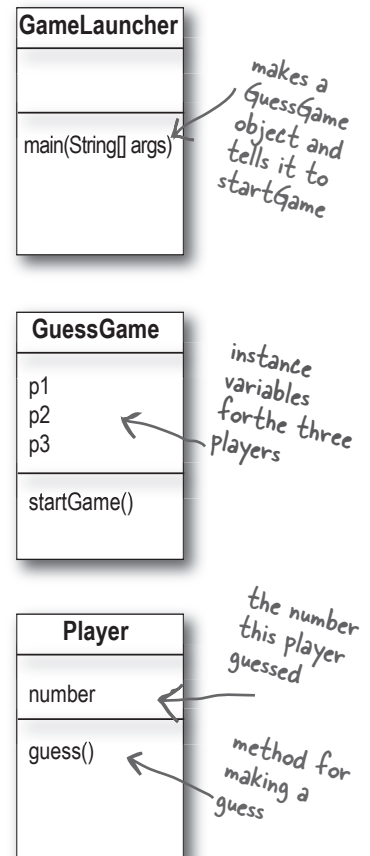 GameLauncher
main(String[] args)
makes a
GuessGame
object and
tells it to
startGame
GuessGame
p1
p2
p3
startGame()
instance
variables
forthe three
players
Player
number
guess()
the number
this player
guessed
method for
making a
guess